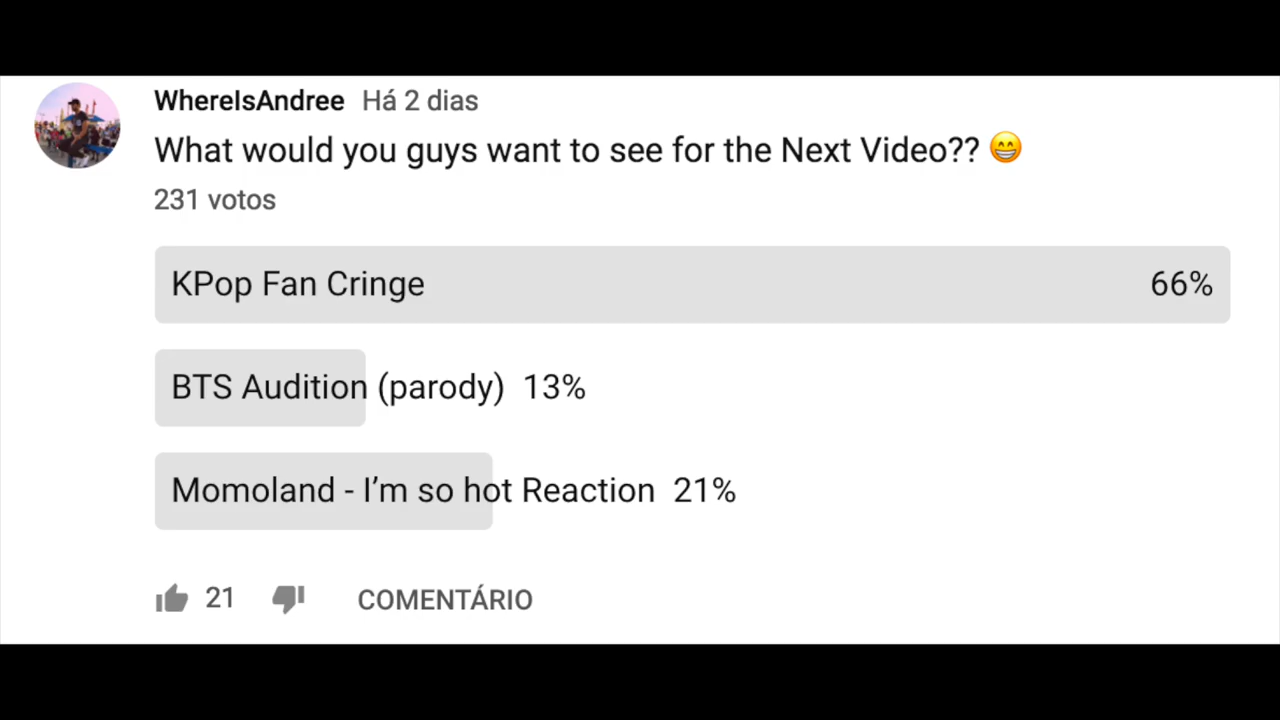 WhereIsAndree Há 2 dias
What would you guys want to see for the Next Video?? 😁
231 votos
KPop Fan Cringe 66%
BTS Audition (parody) 13%
Momoland - I’m so hot Reaction 21%
21 COMENTÁRIO